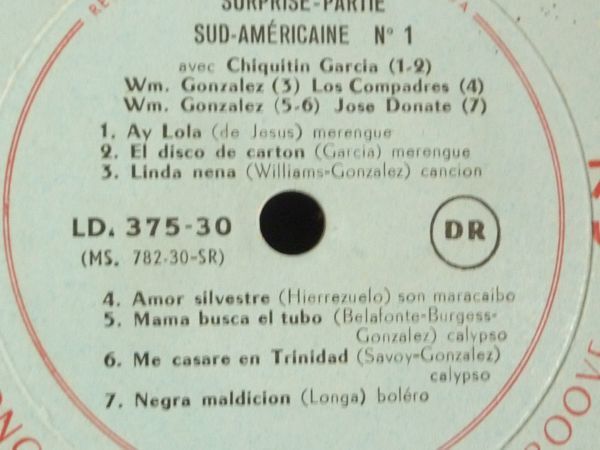 SURPRISE-PARTIE
SUD-AMÉRICAINE N° 1
avec Chiquitin Garcia (1-2)
Wm. Gonzalez (3) Los Compadres (4)
Wm. Gonzalez (5-6) Jose Donate (7)
1. Ay Lola (de Jesus) merengue
2. El disco de carton (Garcia) merengue
3. Linda nena (Williams-Gonzalez) cancion
LD. 375-30
(MS. 782-30-SR)
DR
4. Amor silvestre (Hierrezuelo) son maracaibo
5. Mama busca el tubo (Belafonte-Burgess-
Gonzalez) calypso
6. Me casare en Trinidad (Savoy-Gonzalez)
calypso
7. Negra maldicion (Longa) boléro